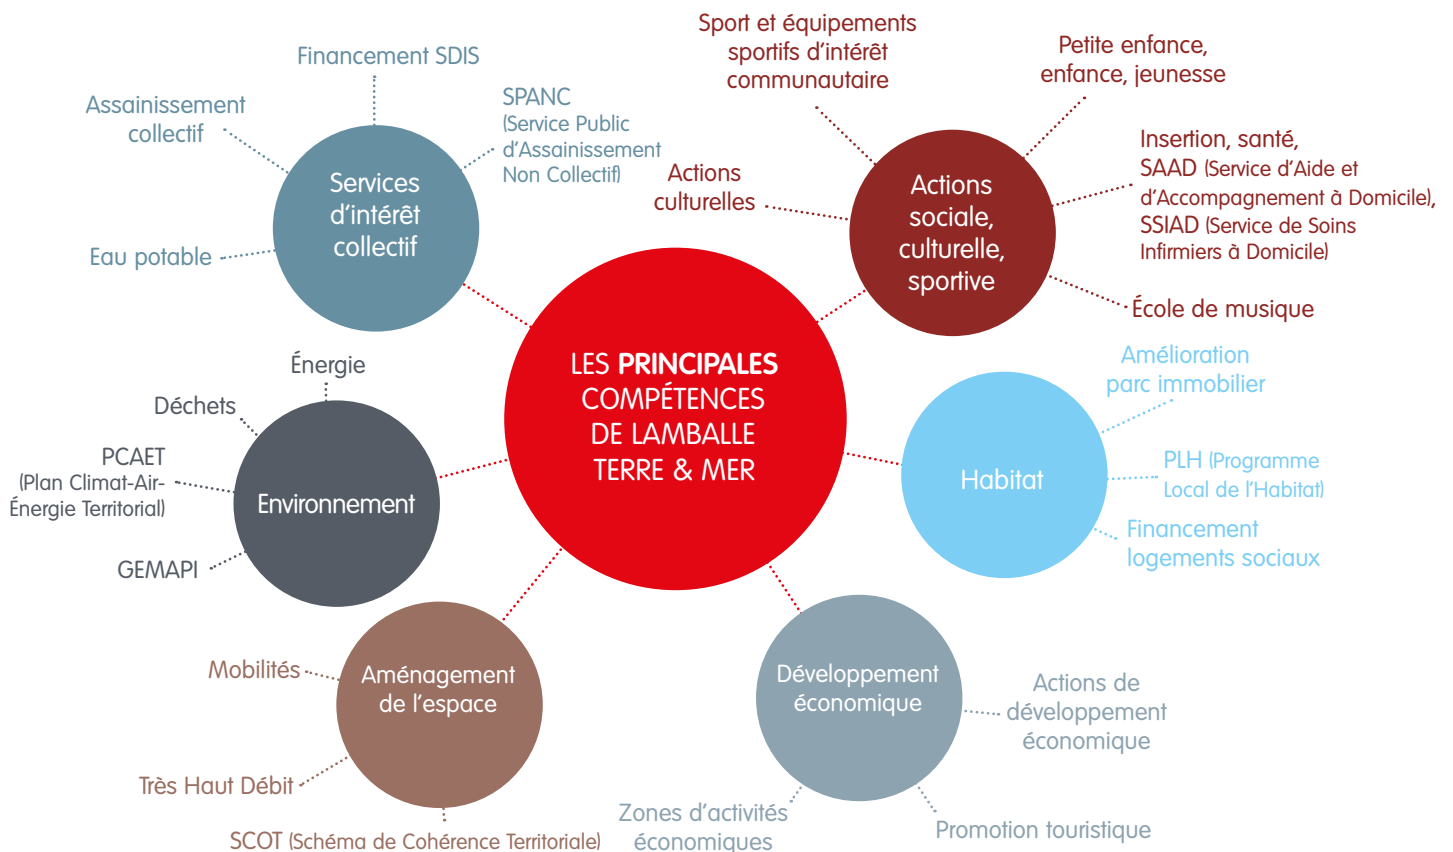 LES PRINCIPALES
COMPÉTENCES
DE LAMBALLE
TERRE & MER
Services
d'intérêt
collectif
Financement SDIS
Assainissement
collectif
SPANC
(Service Public
d'Assainissement
Non Collectif)
Eau potable
Actions
sociale,
culturelle,
sportive
Sport et équipements
sportifs d'intérêt
communautaire
Petite enfance,
enfance, jeunesse
Actions
culturelles
Insertion, santé,
SAAD (Service d'Aide et
d'Accompagnement à Domicile),
SSIAD (Service de Soins
Infirmiers à Domicile)
École de musique
Habitat
Amélioration
parc immobilier
PLH (Programme
Local de l'Habitat)
Financement
logements sociaux
Développement
économique
Actions de
développement
économique
Promotion touristique
Zones d'activités
économiques
Aménagement
de l'espace
Mobilités
Très Haut Débit
SCOT (Schéma de Cohérence Territoriale)
Environnement
Énergie
Déchets
PCAET
(Plan Climat-Air-
Énergie Territorial)
GEMAPI